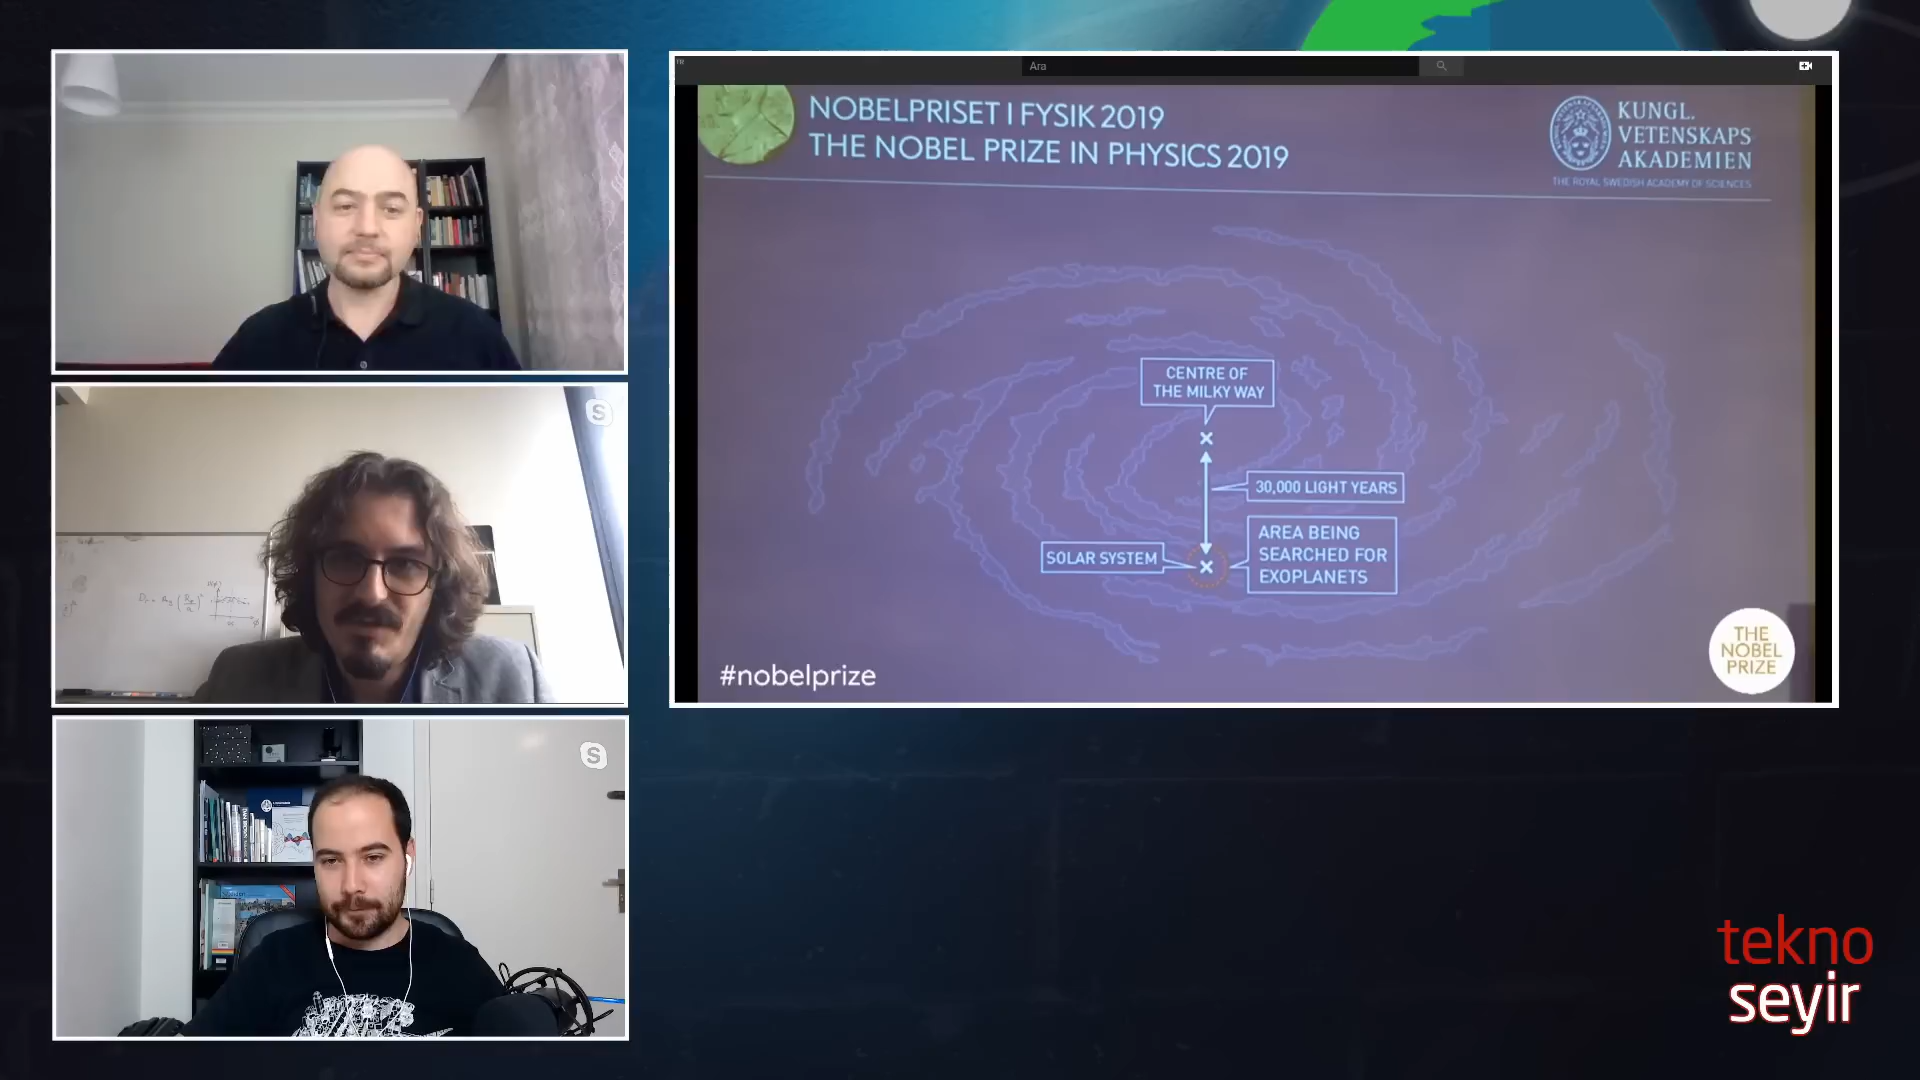 TR
Ara
NOBELPRISET I FYSIK 2019
THE NOBEL PRIZE IN PHYSICS 2019
KUNGL.
VETENSKAPS
AKADEMIEN
THE ROYAL SWEDISH ACADEMY OF SCIENCES
CENTRE OF
THE MILKY WAY
30,000 LIGHT YEARS
SOLAR SYSTEM
AREA BEING
SEARCHED FOR
EXOPLANETS
#nobelprize
THE
NOBEL
PRIZE
S
S
tekno
seyir